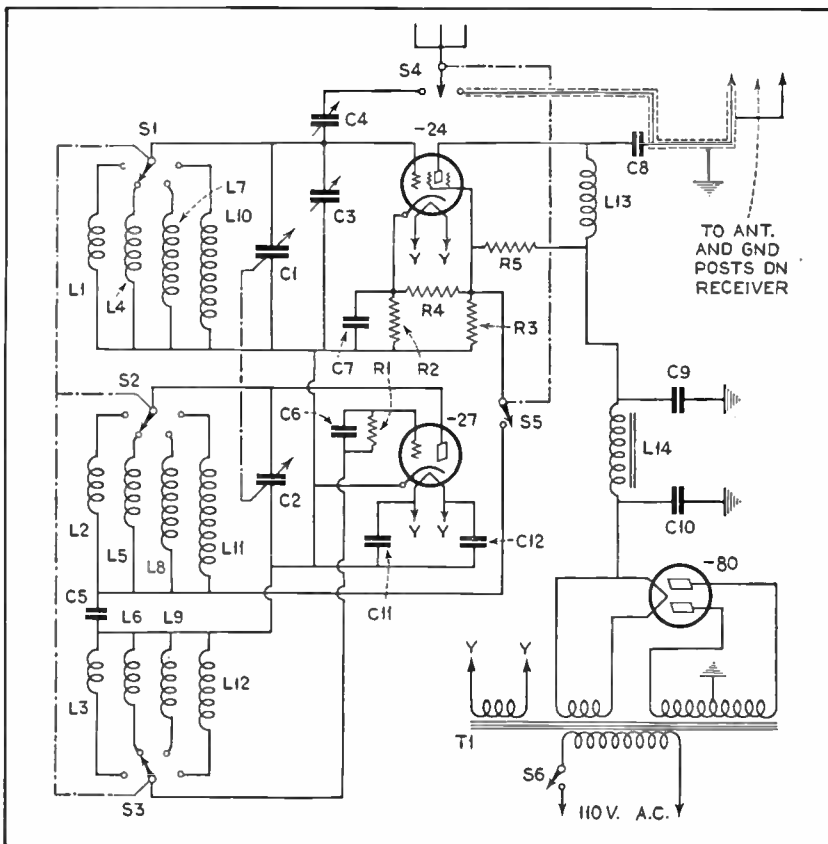 S4
S1
C4
-24
L7
C8
C3
L10
L13
TO ANT.
AND GND
POSTS ON
RECEIVER
Y Y
R5
C1
L1
L4
R4
R3
C7
R2
R1
S2
C6
-27
S5
C9
L14
C2
L2
Y Y
C10
L5
L11
C12
L8
-80
C5
L6 L9
C11
Y Y
L12
L3
T1
S6
S3
110 V. A.C.